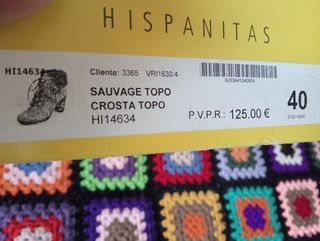 HISPANITAS
HI14634
Cliente: 3365 VRI1630/4
SAUVAGE TOPO
CROSTA TOPO
HI14634
P.V.P.R.: 125.00 €
40